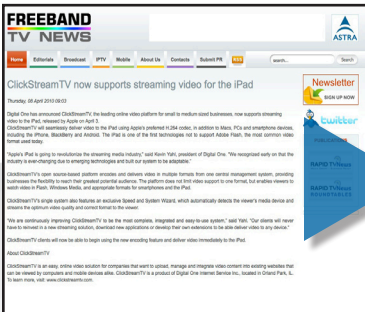 FREEBAND
TV NEWS
ASTRA
Home Editorials Broadcast IPTV Mobile About Us Contacts Submit PR RSS search... Search
ClickStreamTV now supports streaming video for the iPad
Newsletter
SIGN UP NOW
Thursday, 08 April 2010 09:03
twitter
Digital One has announced ClickStreamTV, the leading online video platform for small to medium sized businesses, now supports streaming
video to the iPad, released by Apple on April 3.
ClickStreamTV will seamlessly deliver video to the iPad using Apple's preferred H.264 codec, in addition to Macs, PCs and smartphone devices,
including the iPhone, BlackBerry and Android. The iPad is one of the first technologies not to support Adobe Flash, the most common video
format used today.
PUBLICATIONS
"Apple's iPad is going to revolutionize the streaming media industry," said Kevin Yahl, president of Digital One. "We recognized early on that the
industry is ever-changing due to emerging technologies and built our system to be adaptable."
RAPID TVNews
ClickStreamTV's open source-based platform encodes and delivers video in multiple formats from one central management system, providing
businesses the flexibility to reach their greatest potential audience. The platform does not limit video support to one format, but enables viewers to
watch video in Flash, Windows Media, and appropriate formats for smartphones and the iPad.
RAPID TVNews
ROUNDTABLES
ClickStreamTV's single system also features an exclusive Speed and System Wizard, which automatically detects the viewer's media device and
streams the optimum video quality and correct format to the viewer.
"We are continuously improving ClickStreamTV to be the most complete, integrated and easy-to-use system," said Yahl. "Our clients will never
have to reinvest in a new streaming solution, download new applications or develop their own extensions to be able deliver video to any device."
ClickStreamTV clients will now be able to begin using the new encoding feature and deliver video immediately to the iPad.
About ClickStreamTV
ClickStreamTV is an easy, online video solution for companies that want to upload, manage and integrate video content into existing websites that
can be viewed by computers and mobile devices alike. ClickStreamTV is a product of Digital One Internet Service Inc., located in Orland Park, IL.
To learn more, visit: www.clickstreamtv.com.